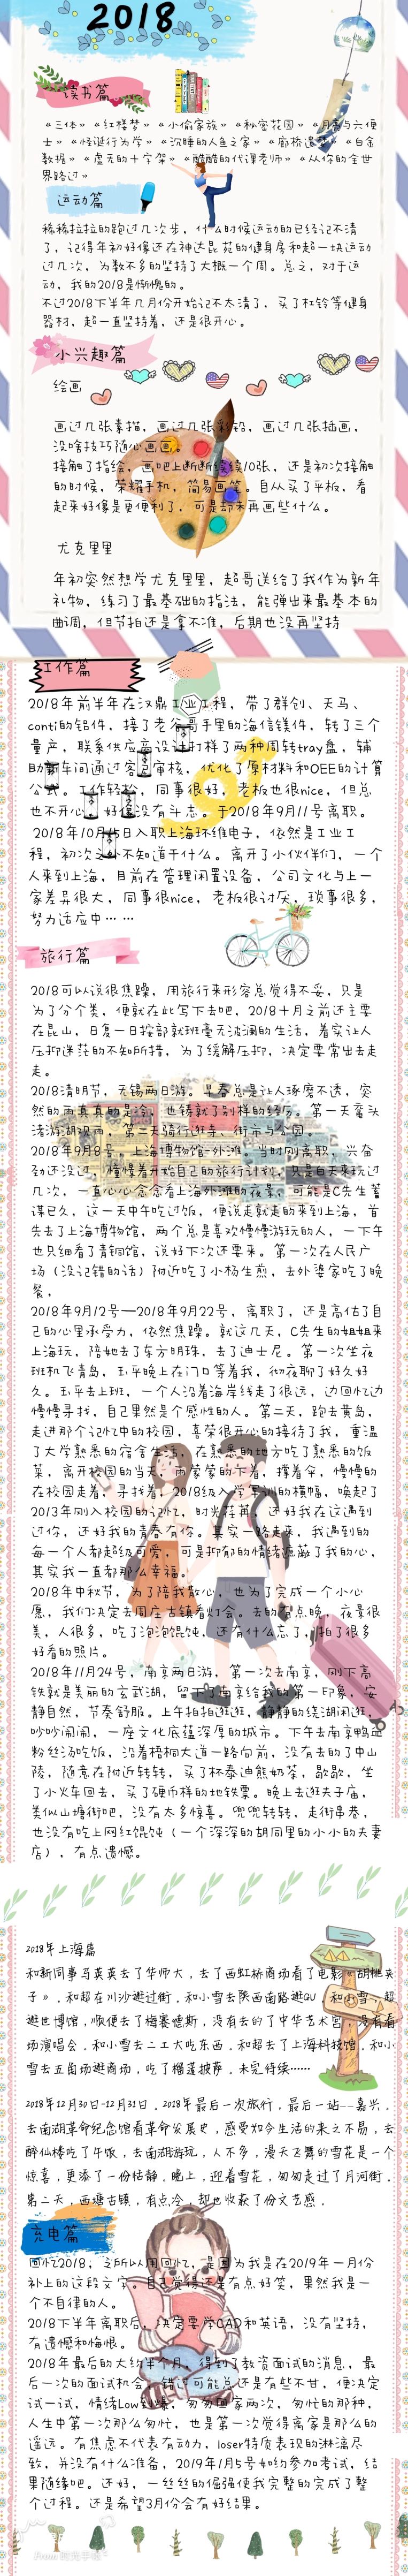 2018
读书篇
《三体》《红楼梦》《小偷家族》《秘密花园》《月亮与六便
士》《怪诞行为学》《沉睡的人鱼之家》《廊桥遗梦》《白金
数据》《虚无的十字架》《酷酷的代课老师》《从你的全世
界路过》
运动篇
稀稀拉拉的跑过几次步，什么时候运动的已经记不清
了，记得年初好像还在神达昆苑的健身房和超一块运动
过几次，为数不多的坚持了大概一个周。总之，对于运
动，我的2018是惭愧的。
不过2018下半年几月份开始记不太清了，买了杠铃等健身
器材，超一直坚持着，还是很开心。
小兴趣篇
绘画
画过几张素描，画过几张彩铅，画过几张插画，
没啥技巧随心画画。
接触了指绘，画吧上断断续续10张，还是初次接触
的时候，荣耀手机，简易画笔。自从买了平板，看
起来好像是更便利了，可是却未再画些什么。
尤克里里
年初突然想学尤克里里，超哥送给了我作为新年
礼物，练习了最基础的指法，能弹出来最基本的
曲调，但节拍还是拿不准，后期也没再坚持
工作篇
2018年前半年在汉鼎工业工程，带了群创、天马、
conti的铝件，接了老公哥手里的海信镁件，转了三个
量产，联系供应商设计打样了两种周转tray盘，辅
助新车间通过客户审核，优化了原材料和OEE的计算
公式。工作轻松，同事很好，老板也很nice，但总
也不开心，好像没有斗志。于2018年9月11号离职。
2018年10月 日入职上海环维电子，依然是工业工
程，初次之外不知道干什么。离开了小伙伴们，一个
人来到上海，目前在管理闲置设备，公司文化与上一
家差异很大，同事很nice，老板很讨厌，琐事很多，
努力适应中……
旅行篇
2018可以说很焦躁，用旅行来形容总觉得不妥，只是
为了分个类，便就在此写下去吧，2018十月之前还主要
在昆山，日复一日按部就班毫无波澜的生活，着实让人
压抑迷茫的不知所措，为了缓解压抑，决定要常出去走
走。
2018清明节，无锡两日游。早春总是让人琢磨不透，突
然的雨真真的是冷，也铸就了别样的经历。第一天鼋头
渚游湖识雨，第二天骑行逛寺、街市与公园
2018年9月8号，上海博物馆-外滩。当时刚离职，兴奋
劲还没过，憧憬着开始自己的旅行计划，只是白天来玩过
几次，一直心心念念看上海外滩的夜景，可能是C先生蓄
谋已久，这一天中午吃过饭，便说走就走的来到上海，首
先去了上海博物馆，两个总是喜欢慢慢游玩的人，一下午
也只细看了青铜馆，说好下次还要来。第一次在人民广
场（没记错的话）附近吃了小杨生煎，去外婆家吃了晚
餐，
2018年9月12号—2018年9月22号，离职了，还是高估了自
己的心里承受力，依然焦躁。就这几天，C先生的姐姐来
上海玩，陪她去了东方明珠，去了迪士尼。第一次坐夜
班机飞青岛，玉平晚上在门口等着我，彻夜聊了好久好
久。玉平去上班，一个人沿着海岸线走了很远，边回忆边
慢慢寻找，自己果然是个感性的人。第二天，跑去黄岛，
走进那个记忆中的校园，喜荣很开心的接待了我，重温
了大学熟悉的宿舍生活，在熟悉的地方吃了熟悉的饭
菜，离开校园的当天，雨蒙蒙的下着，撑着伞，慢慢的
在校园走着，寻找着，2018级入学军训的横幅，唤起了
2013年刚入校园的记忆，时光荏苒，还好我在这遇到
过你，还好我的青春有你。其实一路走来，我遇到的
每一个人都超级可爱，可是抑郁的情绪遮蔽了我的心，
其实我一直都那么幸福。
2018年中秋节，为了陪我散心，也为了完成一个小心
愿，我们决定去周庄古镇看灯会。去的有点晚，夜景很
美，人很多，吃了泡泡馄饨，还有什么忘了，拍了很多
好看的照片。
2018年11月24号，南京两日游，第一次去南京，刚下高
铁就是美丽的玄武湖，留下了南京给我的第一印象，安
静自然，节奏舒服。上午拍拍逛逛，静静的绕湖闲逛，
吵吵闹闹，一座文化底蕴深厚的城市。下午去南京鸭血
粉丝汤吃饭，沿着梧桐大道一路向前，没有去的了中山
陵，随意在附近转转，买了杯泰迪熊奶茶，歇歇，坐
了小火车回去，买了硬币样的地铁票。晚上去逛夫子庙，
类似山塘街吧，没有太多惊喜。兜兜转转，走街串巷，
也没有吃上网红馄饨（一个深深的胡同里的小小的夫妻
店），有点遗憾。
2018年上海篇
和新同事马英英去了华师大，去了西虹桥商场看了电影《胡桃夹
子》，和超在川沙逛过街，和小雪去陕西南路逛GU，和小雪、超
逛世博馆，顺便去了梅赛德斯，没有去的了中华艺术宫，没有看
场演唱会，和小雪去二工大吃东西，和超去了上海科技馆，和小
雪去五角场逛商场，吃了榴莲披萨，未完待续……
2018年12月30日-12月31日，2018年最后一次旅行，最后一站--嘉兴，
去南湖革命纪念馆看革命发展史，感受如今生活的来之不易，去
醉仙楼吃了午饭，去南湖游玩，人不多，漫天飞舞的雪花是一个
惊喜，更添了一份恬静，晚上，迎着雪花，匆匆走过了月河街，
第二天，西塘古镇，有点冷，却也收获了份文艺感，
充电篇
回忆2018，之所以用回忆，是因为我是在2019年一月份
补上的这段文字。自己觉得还是有点好笑，果然我是一
个不自律的人。
2018下半年离职后，决定要学CAD和英语，没有坚持，
有遗憾和悔恨。
2018年最后的大约半个月，得到了教资面试的消息，最
后一次的面试机会，错过可能总还是有些不甘，便决定
试一试，情绪Low到爆，匆匆回家两次，匆忙的那种，
人生中第一次那么匆忙，也是第一次觉得离家是那么的
遥远。有焦虑不代表有动力，loser特质表现的淋漓尽
致，并没有什么准备，2019年1月5号如约参加考试，结
果随缘吧。还好，一丝丝的倔强使我完整的完成了整
个过程。还是希望3月份会有好结果。